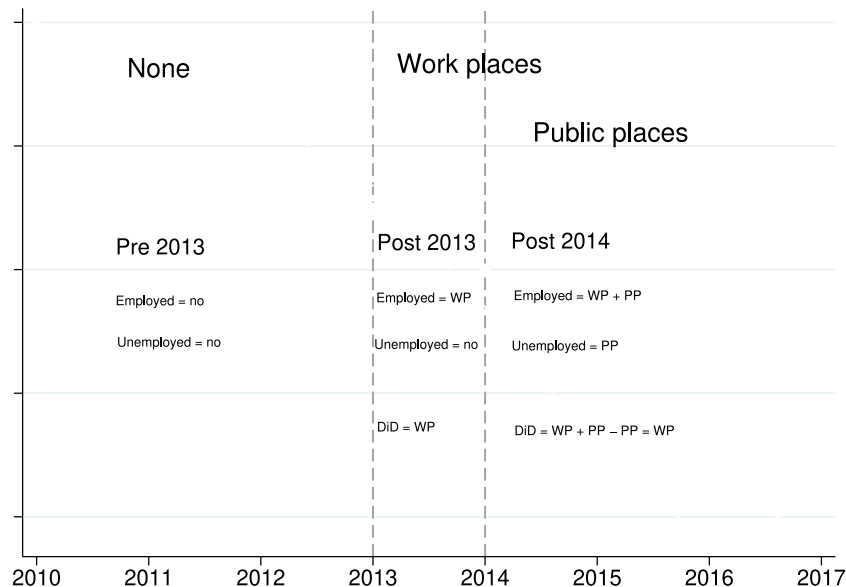 None
Work places
Public places
Pre 2013
Post 2013
Post 2014
Employed = no
Employed = WP
Employed = WP + PP
Unemployed = no
Unemployed = no
Unemployed = PP
DiD = WP
DiD = WP + PP – PP = WP
2010
2011
2012
2013
2014
2015
2016
2017